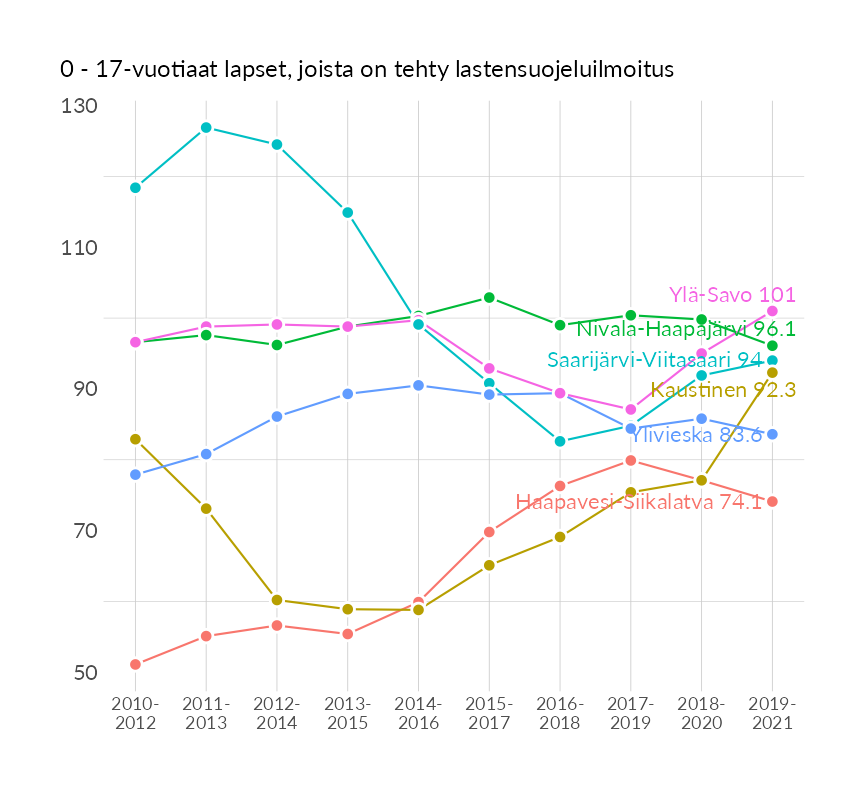 0 - 17-vuotiaat lapset, joista on tehty lastensuojeluilmoitus
130
110
90
70
50
Ylä-Savo 101
Nivala-Haapajärvi 96.1
Saarijärvi-Viitasaari 94
Kaustinen 92.3
Ylivieska 83.6
Haapavesi-Siikalatva 74.1
2010- 2011- 2012- 2013- 2014- 2015- 2016- 2017- 2018- 2019-
2012 2013 2014 2015 2016 2017 2018 2019 2020 2021